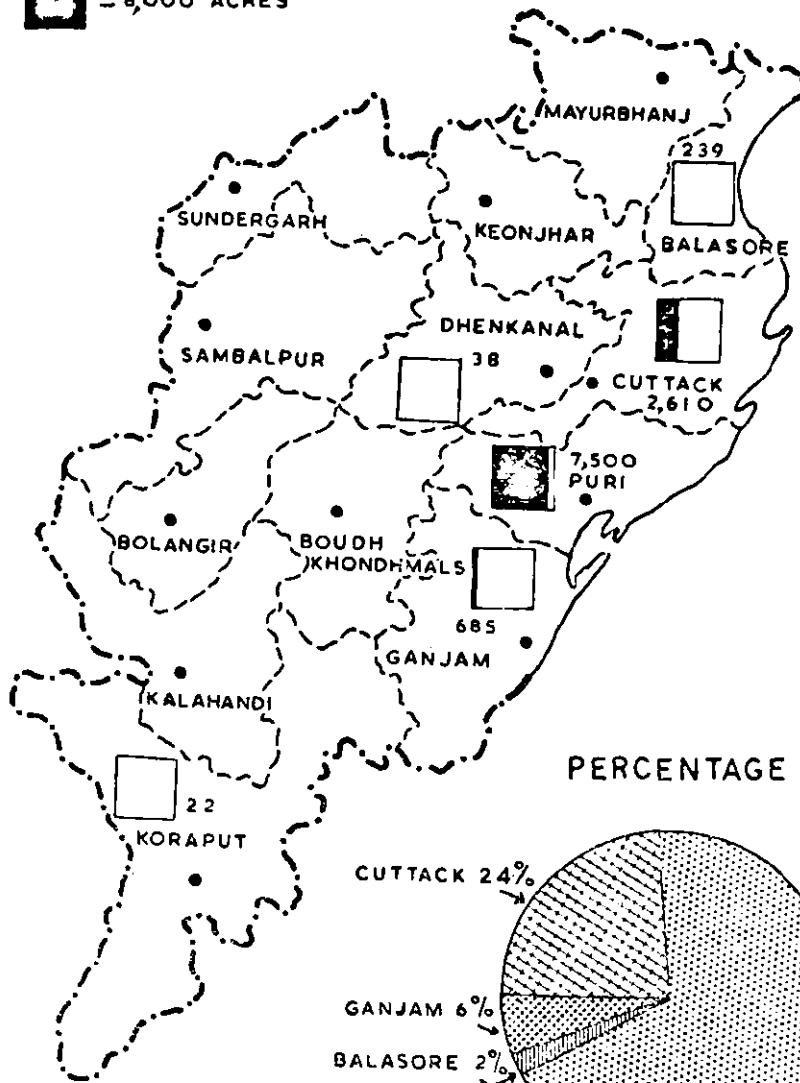 = 8,000 ACRES
MAYURBHANJ
239
SUNDERGARH
KEONJHAR
BALASORE
DHENKANAL
SAMBALPUR
38
CUTTACK
2,610
7,500
PURI
BOLANGIR
BOUDH
KHONDHMALS
685
GANJAM
KALAHANDI
22
KORAPUT
PERCENTAGE
CUTTACK 24%
GANJAM 6%
BALASORE 2%